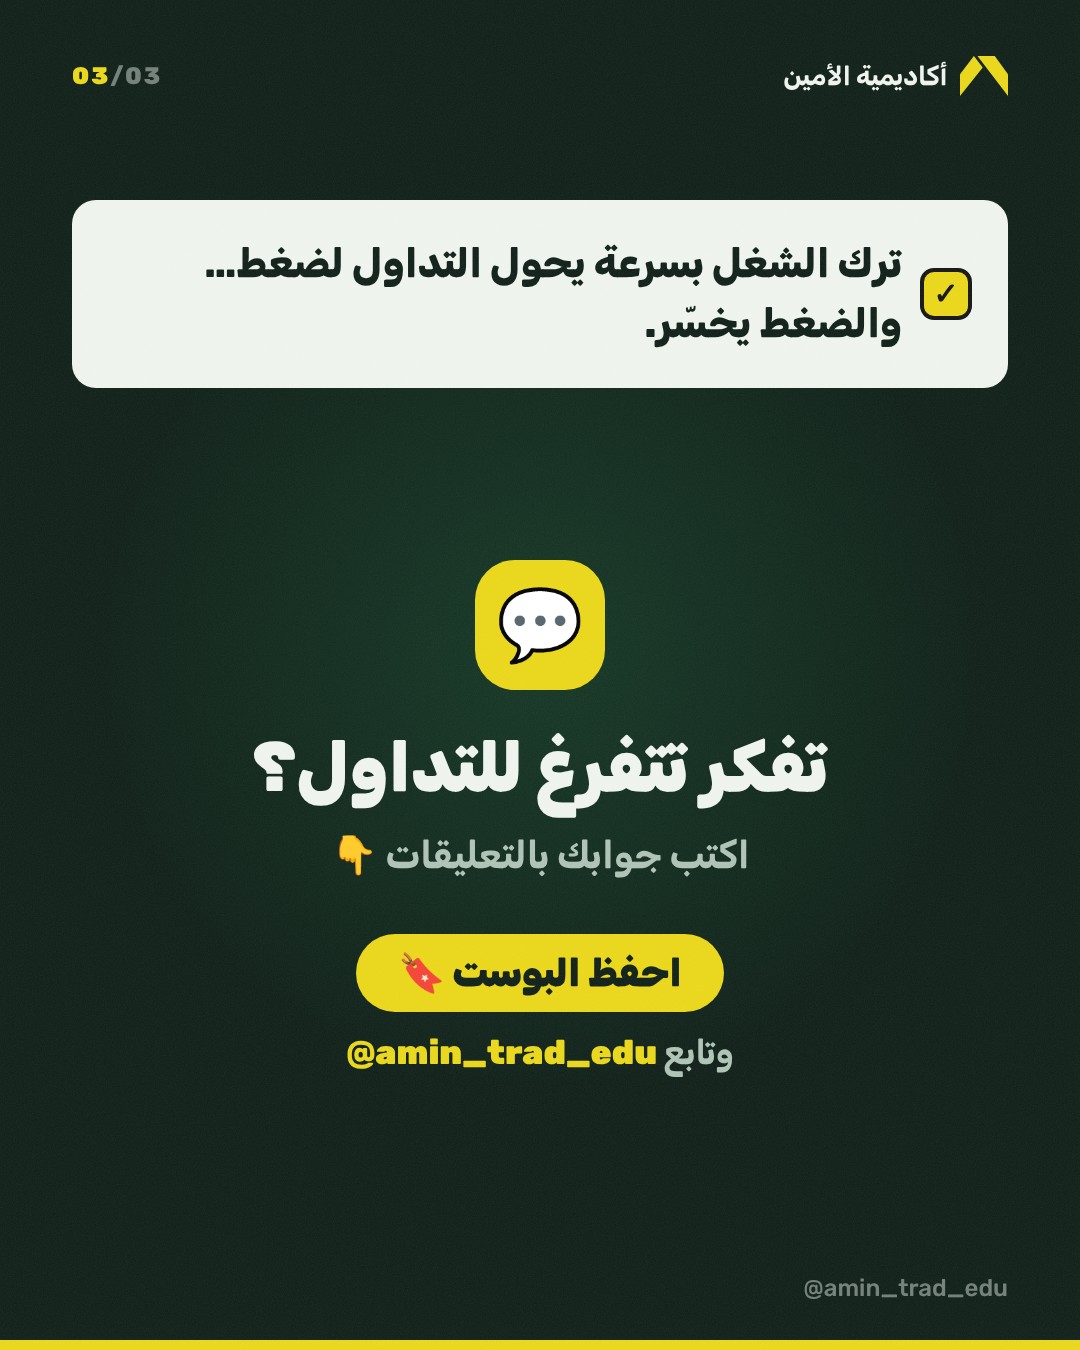 أكاديمية الأمين
03/03
ترك الشغل بسرعة يحول التداول لضغط...
والضغط يخسّر.
تفكر تتفرغ للتداول؟
اكتب جوابك بالتعليقات 👇
احفظ البوست 🔖
وتابع @amin_trad_edu
@amin_trad_edu